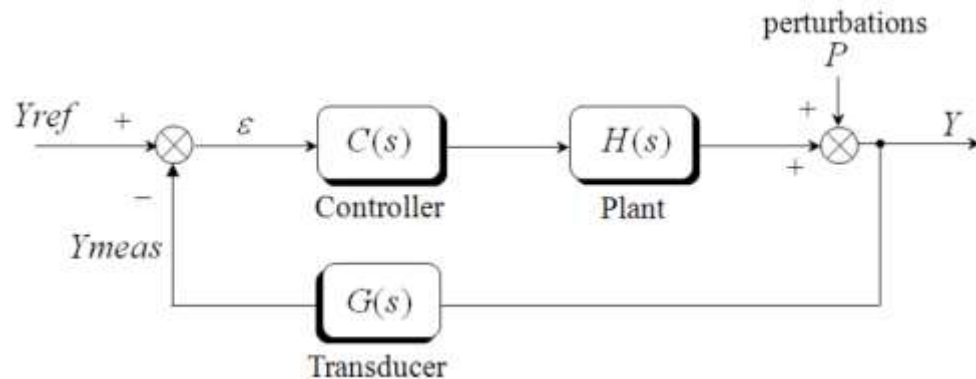 perturbations
P
Yref
+
ε
C(s)
H(s)
+
+
Y
−
Controller
Plant
Ymeas
G(s)
Transducer